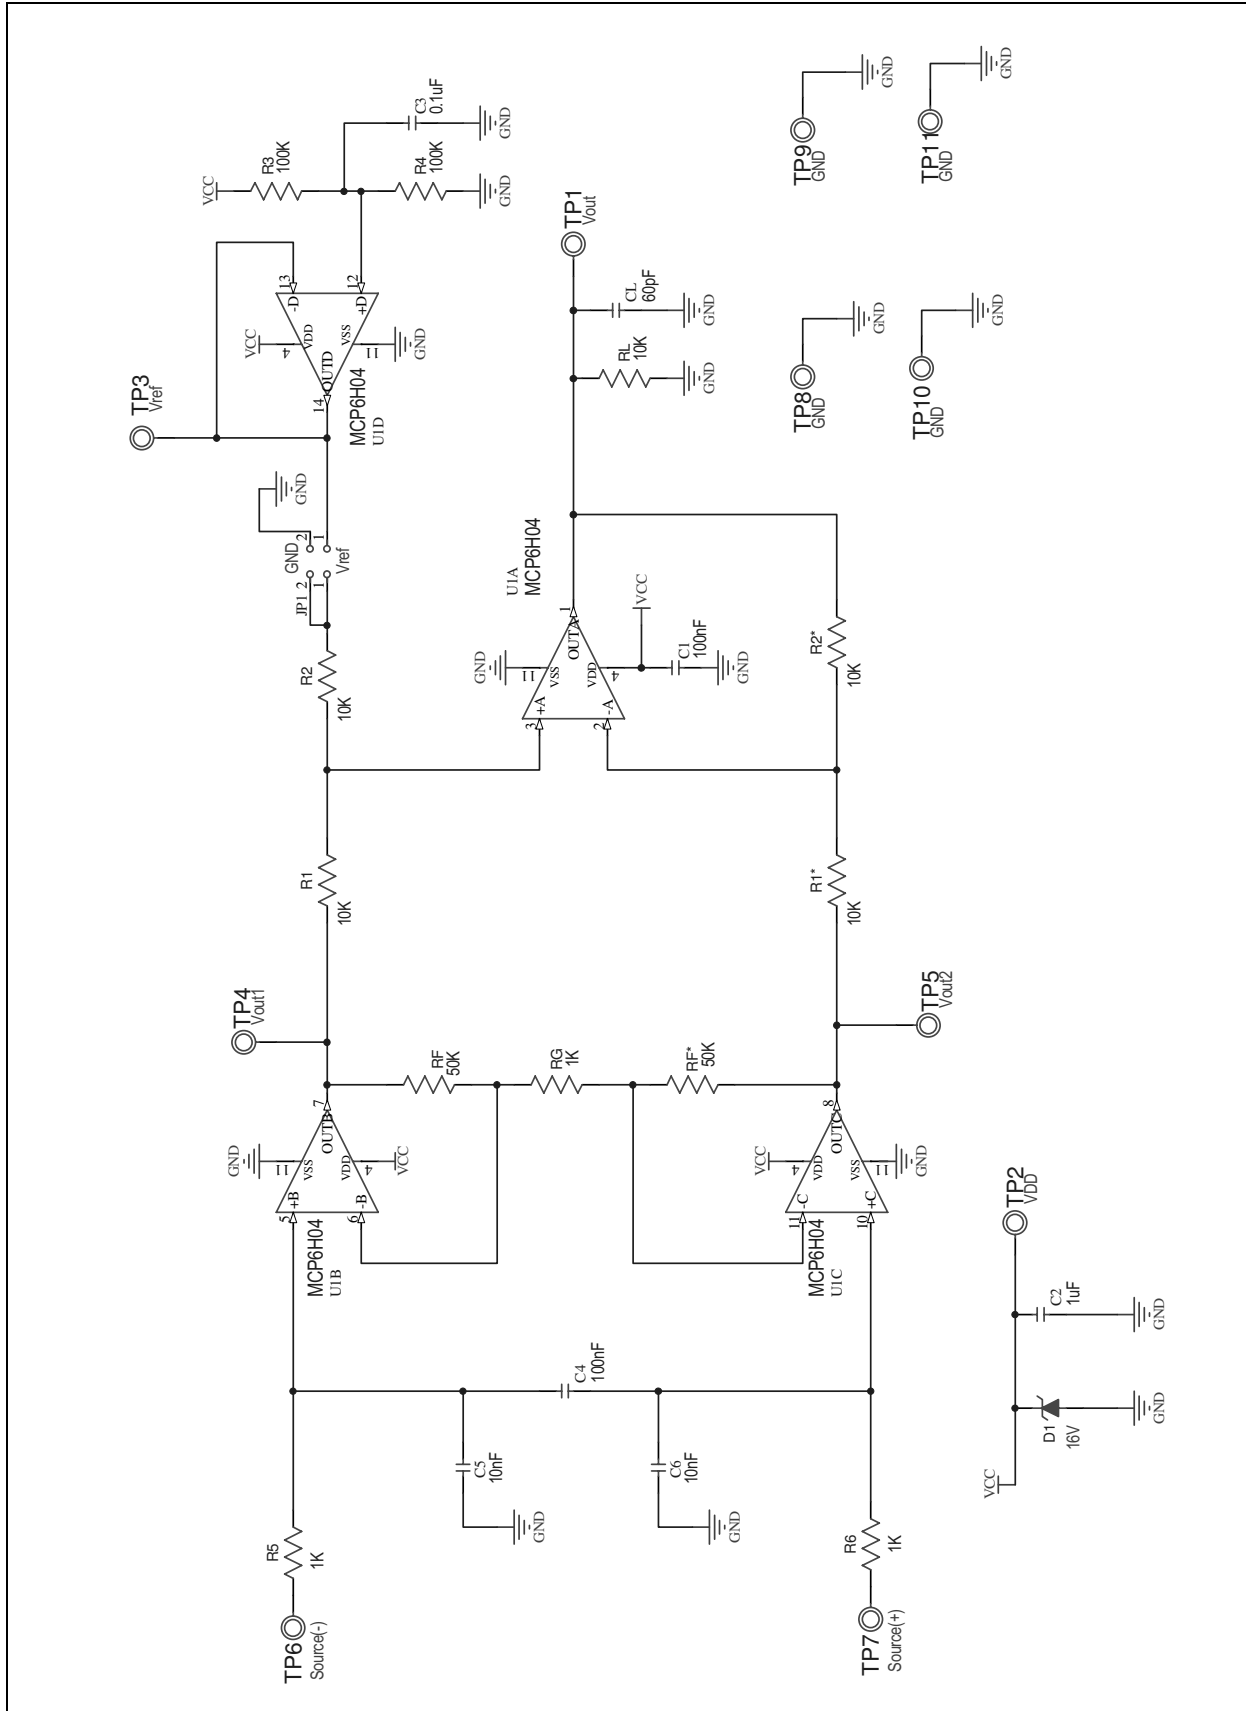 TP6
Source(-)
R5
1K
C5
10nF
GND
C4
100nF
C6
10nF
GND
TP7
Source(+)
R6
1K
5
+B
6
-B
VSS
11
GND
VDD
4
VCC
OUTB
7
MCP6H04
U1B
TP4
Vout1
RF
50K
RG
1K
RF*
50K
11
-C
10
+C
VDD
4
VCC
VSS
11
GND
OUTC
8
MCP6H04
U1C
TP5
Vout2
R1
10K
R1*
10K
R2
10K
R2*
10K
JP1
2
1
GND
2
1
Vref
GND
TP3
Vref
14
OUTD
MCP6H04
U1D
VCC
4
VDD
VSS
11
GND
13
-D
12
+D
VCC
R3
100K
R4
100K
GND
C3
0.1uF
GND
3
+A
2
-A
GND
11
VSS
VDD
4
OUTA
1
U1A
MCP6H04
VCC
C1
100nF
GND
RL
10K
GND
CL
60pF
GND
TP1
Vout
VCC
D1
16V
GND
C2
1uF
GND
TP2
VDD
TP8
GND
GND
TP9
GND
GND
TP10
GND
GND
TP11
GND
GND